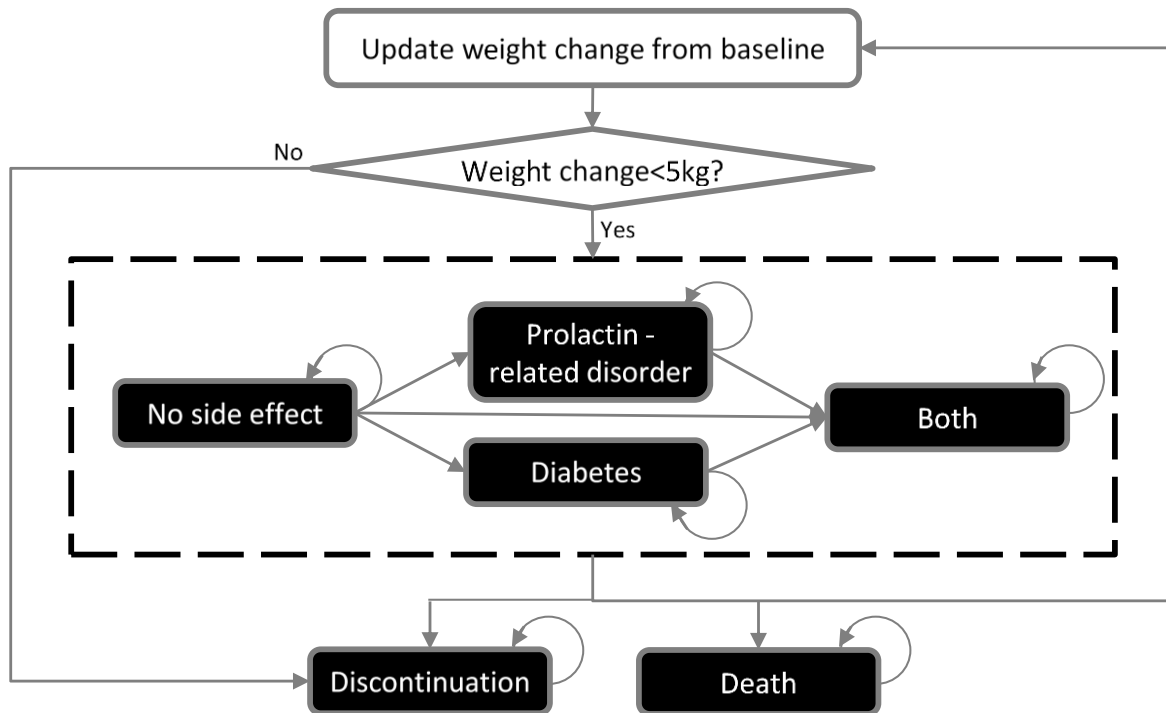 Update weight change from baseline
No
Weight change<5kg?
Yes
Prolactin -
related disorder
No side effect
Both
Diabetes
Discontinuation
Death